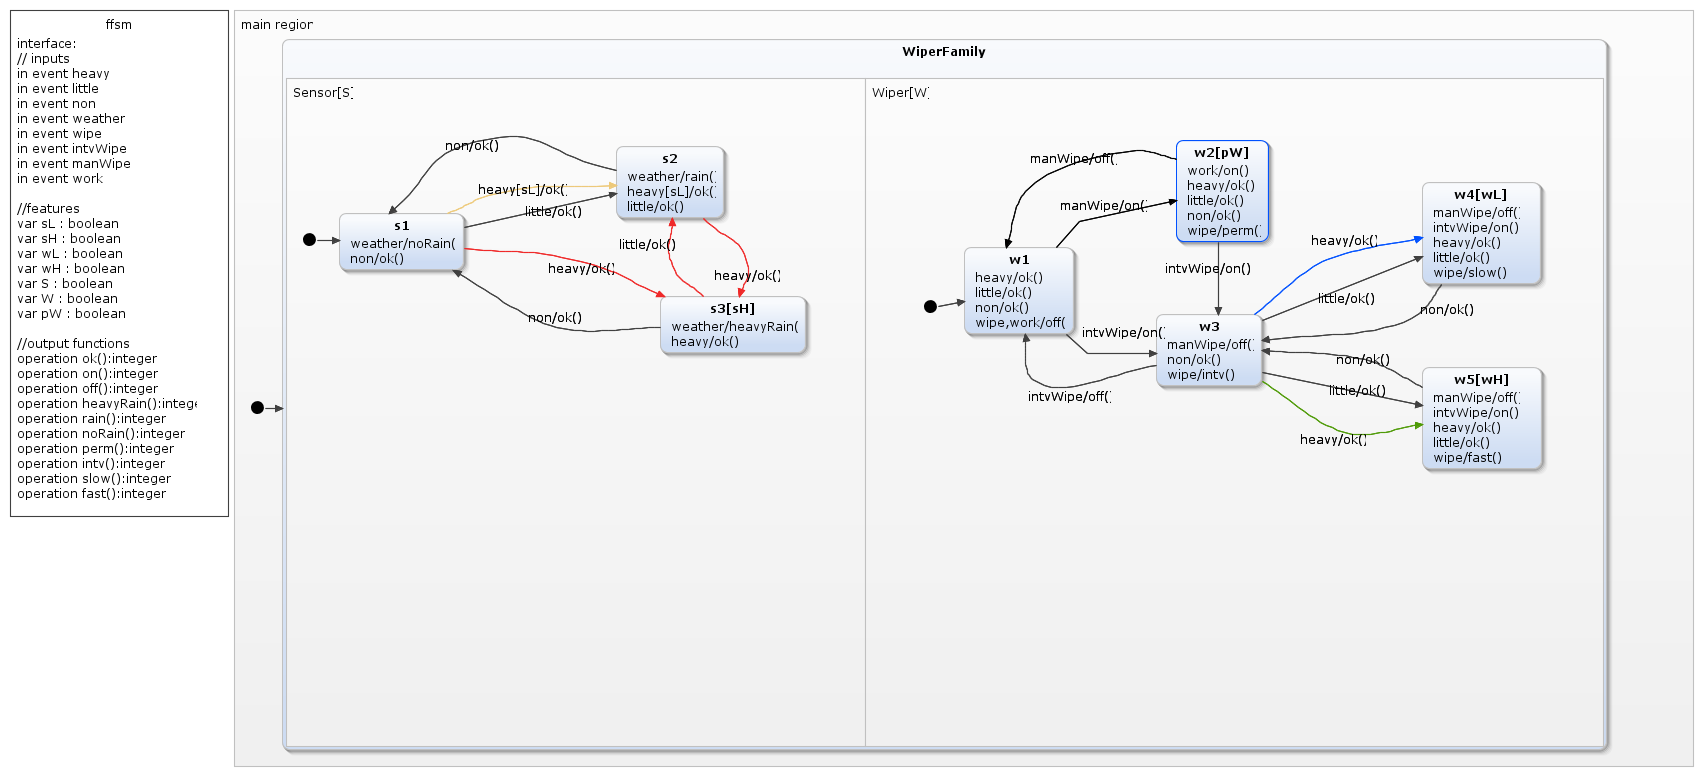 ffsm
interface:
// inputs
in event heavy
in event little
in event non
in event weather
in event wipe
in event intvWipe
in event manWipe
in event work
//features
var sL : boolean
var sH : boolean
var wL : boolean
var wH : boolean
var S : boolean
var W : boolean
var pW : boolean
//output functions
operation ok():integer
operation on():integer
operation off():integer
operation heavyRain():intege
operation rain():integer
operation noRain():integer
operation perm():integer
operation intv():integer
operation slow():integer
operation fast():integer
main region
WiperFamily
Sensor[S]
non/ok()
heavy[sL]/ok()
little/ok()
s1
weather/noRain(
non/ok()
s2
weather/rain()
heavy[sL]/ok()
little/ok()
little/ok()
heavy/ok()
heavy/ok()
non/ok()
s3[sH]
weather/heavyRain(
heavy/ok()
Wiper[W]
manWipe/off()
manWipe/on()
w2[pW]
work/on()
heavy/ok()
little/ok()
non/ok()
wipe/perm()
w1
heavy/ok()
little/ok()
non/ok()
wipe,work/off(
intvWipe/on()
intvWipe/on()
intvWipe/off()
w3
manWipe/off()
non/ok()
wipe/intv()
heavy/ok()
little/ok()
non/ok()
w4[wL]
manWipe/off()
intvWipe/on()
heavy/ok()
little/ok()
wipe/slow()
non/ok()
little/ok()
heavy/ok()
w5[wH]
manWipe/off()
intvWipe/on()
heavy/ok()
little/ok()
wipe/fast()